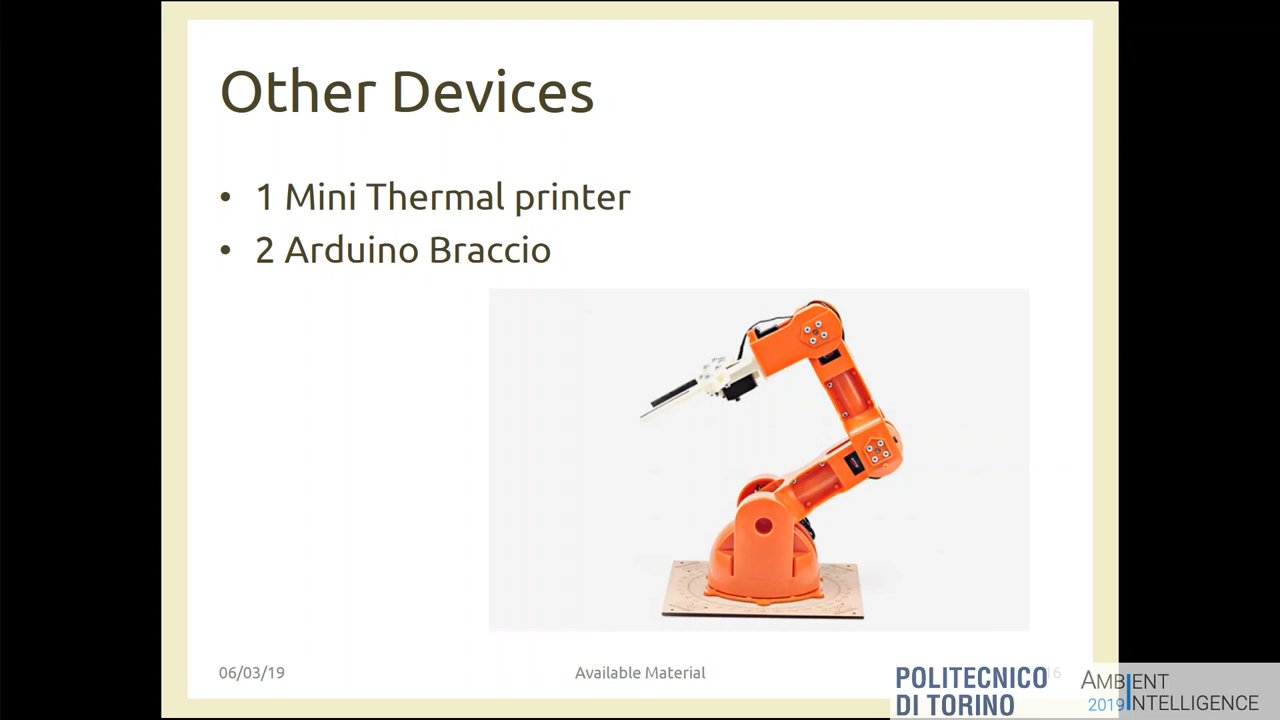 Other Devices
• 1 Mini Thermal printer
• 2 Arduino Braccio
06/03/19
Available Material
16
POLITECNICO
DI TORINO
AMBIENT
2019 INTELLIGENCE